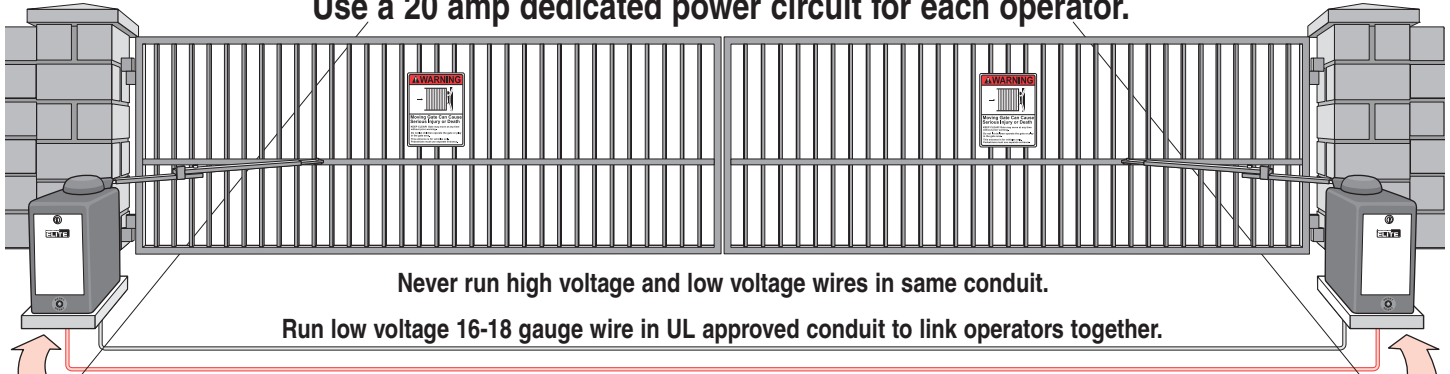 Use a 20 amp dedicated power circuit for each operator.
WARNING
Moving Gate Can Cause
Serious Injury or Death
WARNING
Moving Gate Can Cause
Serious Injury or Death
ELITE
ELITE
Never run high voltage and low voltage wires in same conduit.
Run low voltage 16-18 gauge wire in UL approved conduit to link operators together.